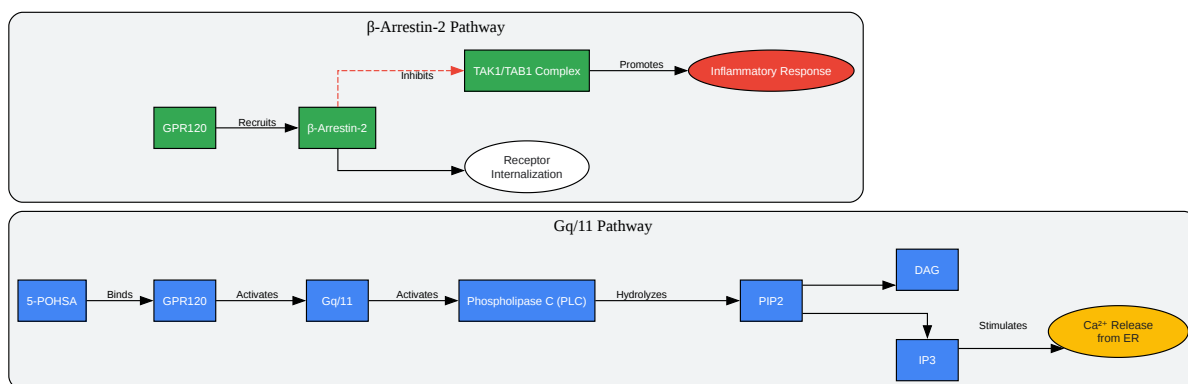 β-Arrestin-2 Pathway
TAK1/TAB1 Complex
Promotes
Inflammatory Response
Inhibits
GPR120
Recruits
β-Arrestin-2
Receptor
Internalization
Gq/11 Pathway
DAG
5-POHSA
Binds
GPR120
Activates
Gq/11
Activates
Phospholipase C (PLC)
Hydrolyzes
PIP2
Stimulates
Ca²⁺ Release
from ER
IP3